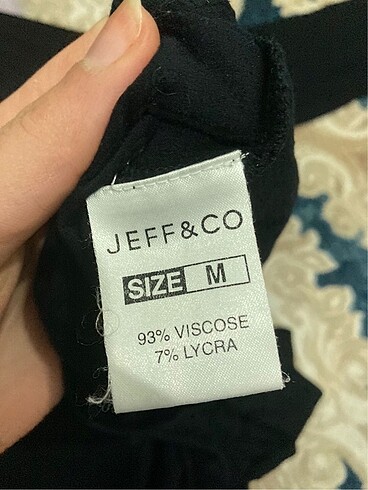 JEFF&CO
SIZE M
93% VISCOSE
7% LYCRA